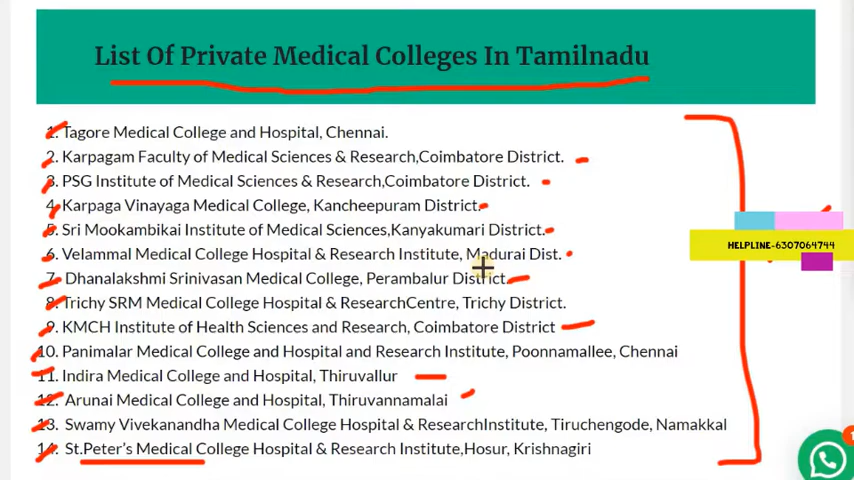 List Of Private Medical Colleges In Tamilnadu
1. Tagore Medical College and Hospital, Chennai.
2. Karpagam Faculty of Medical Sciences & Research,Coimbatore District.
3. PSG Institute of Medical Sciences & Research,Coimbatore District.
4. Karpaga Vinayaga Medical College, Kancheepuram District.
5. Sri Mookambikai Institute of Medical Sciences,Kanyakumari District.
6. Velammal Medical College Hospital & Research Institute, Madurai Dist.
HELPLINE-6307064744
7. Dhanalakshmi Srinivasan Medical College, Perambalur District.
8. Trichy SRM Medical College Hospital & ResearchCentre, Trichy District.
9. KMCH Institute of Health Sciences and Research, Coimbatore District
10. Panimalar Medical College and Hospital and Research Institute, Poonnamallee, Chennai
11. Indira Medical College and Hospital, Thiruvallur
12. Arunai Medical College and Hospital, Thiruvannamalai
13. Swamy Vivekanandha Medical College Hospital & ResearchInstitute, Tiruchengode, Namakkal
14. St.Peter's Medical College Hospital & Research Institute,Hosur, Krishnagiri